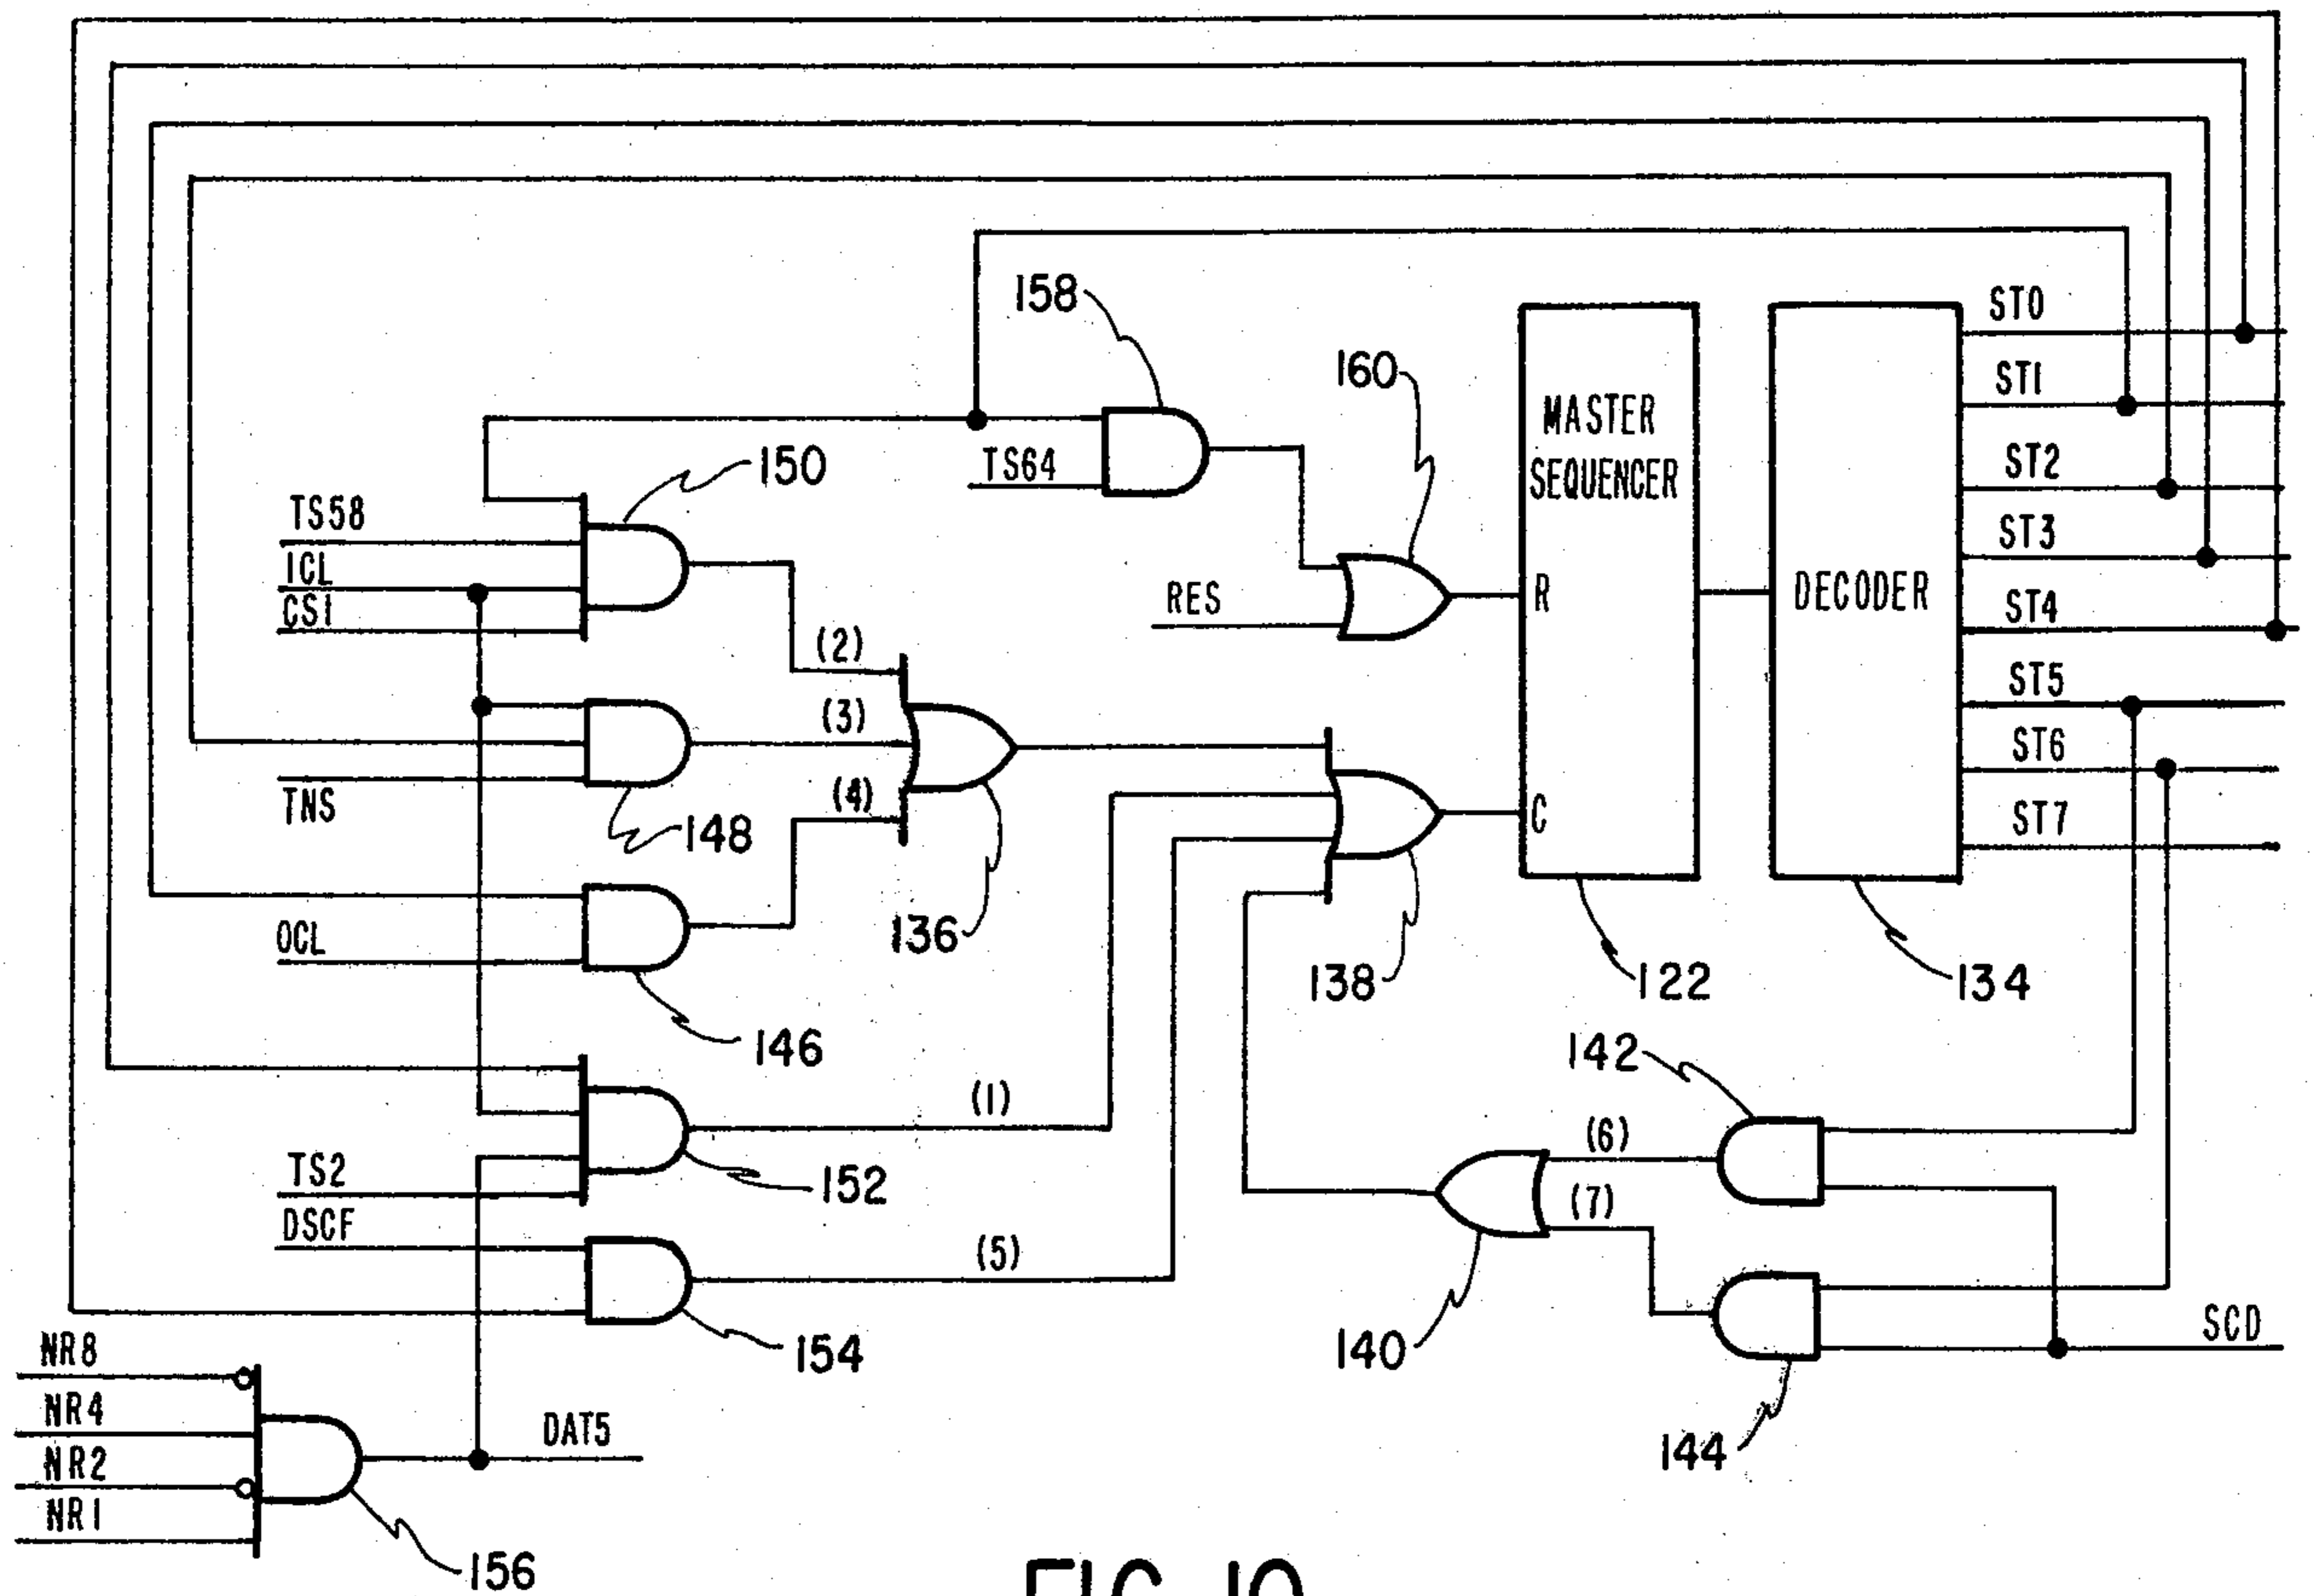 158
ST0
160
ST1
MASTER
SEQUENCER
150
TS64
ST2
TS58
ST3
ICL
CS1
RES
R
DECODER
ST4
(2)
ST5
(3)
ST6
TNS
148
(4)
C
ST7
OCL
136
138
122
134
146
142
(1)
(6)
TS2
152
(7)
DSCF
(5)
154
140
SCD
NR8
NR4
DAT5
144
NR2
NR1
156
FIG. 10